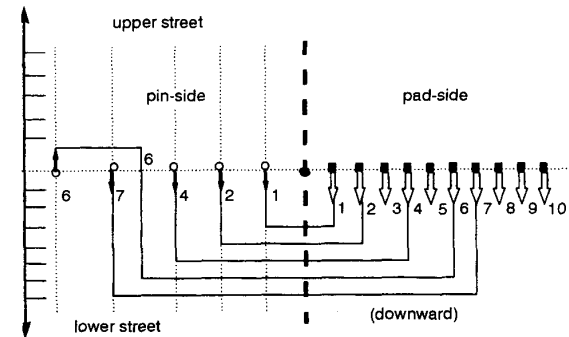 upper street
pin-side
pad-side
6
6 7 4 2 1 1 2 3 4 5 6 7 8 9 10
(downward)
lower street